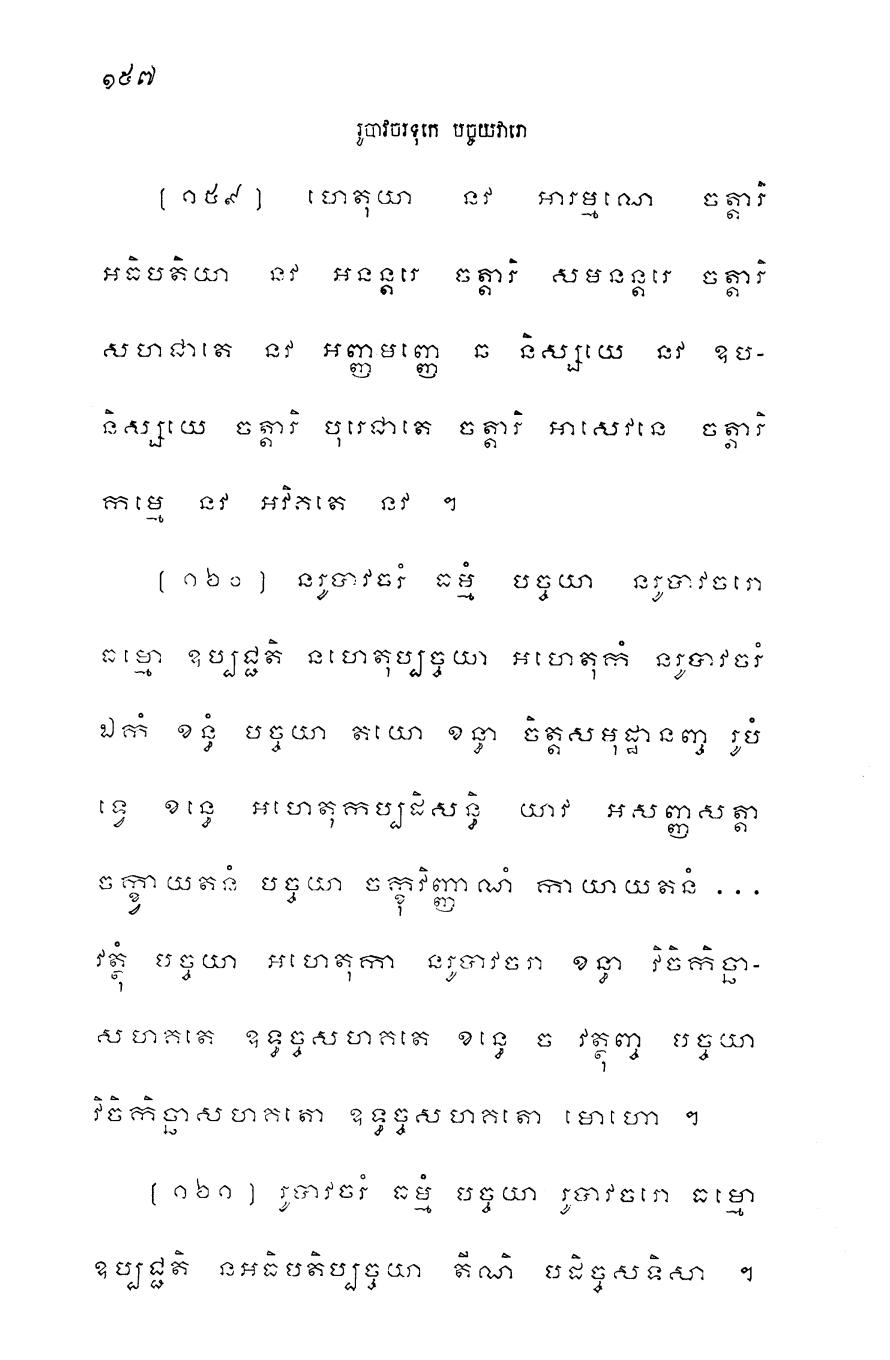 ១៥៧
រូបាវចរទុកេ បច្ចយវារោ
[ ១៥៩ ] ហេតុយា នវ អារម្មណេ ចត្តារិ
អធិបតិយា នវ អនន្តរេ ចត្តារិ សមនន្តរេ ចត្តារិ
សហជាតេ នវ អញ្ញមញ្ញេ ឆ និស្សយេ នវ ឧប-
និស្សយេ ចត្តារិ បុរេជាតេ ចត្តារិ អាសេវនេ ចត្តារិ
កម្មេ នវ អវិគតេ នវ ។
[ ១៦០ ] នរូបាវចរំ ធម្មំ បច្ចយា នរូបាវចរោ
ធម្មោ ឧប្បជ្ជតិ នហេតុប្បច្ចយា អហេតុកំ នរូបាវចរំ
ឯកំ ខន្ធំ បច្ចយា តយោ ខន្ធា ចិត្តសមុដ្ឋានញ្ច រូបំ
ទ្វេ ខន្ធេ អហេតុកប្បដិសន្ធិ យាវ អសញ្ញសត្តា
ចក្ខ្វាយតនំ បច្ចយា ចក្ខុវិញ្ញាណំ កាយាយតនំ ...
វត្ថុំ បច្ចយា អហេតុកា នរូបាវចរា ខន្ធា វិចិកិច្ឆា-
សហគតេ ឧទ្ធច្ចសហគតេ ខន្ធេ ច វត្ថុញ្ច បច្ចយា
វិចិកិច្ឆាសហគតោ ឧទ្ធច្ចសហគតោ មោហោ ។
[ ១៦១ ] រូបាវចរំ ធម្មំ បច្ចយា រូបាវចរោ ធម្មោ
ឧប្បជ្ជតិ នអធិបតិប្បច្ចយា តីណិ បដិច្ចសទិសា ។